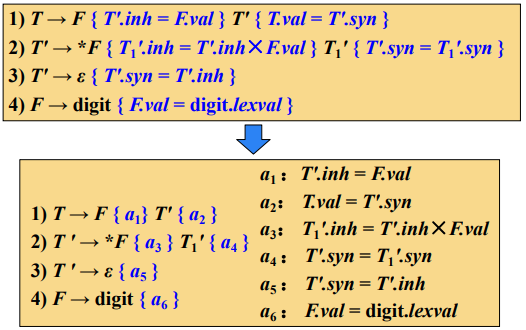 1) T → F { T'.inh = F.val } T' { T.val = T'.syn }
2) T' → *F { T₁'.inh = T'.inh×F.val } T₁' { T'.syn = T₁'.syn }
3) T' → ε { T'.syn = T'.inh }
4) F → digit { F.val = digit.lexval }
1) T → F { a₁} T' { a₂ }
2) T ' → *F { a₃ } T₁' { a₄ }
3) T ' → ε { a₅ }
4) F → digit { a₆ }
a₁：T'.inh = F.val
a₂：T.val = T'.syn
a₃：T₁'.inh = T'.inh×F.val
a₄：T'.syn = T₁'.syn
a₅：T'.syn = T'.inh
a₆：F.val = digit.lexval